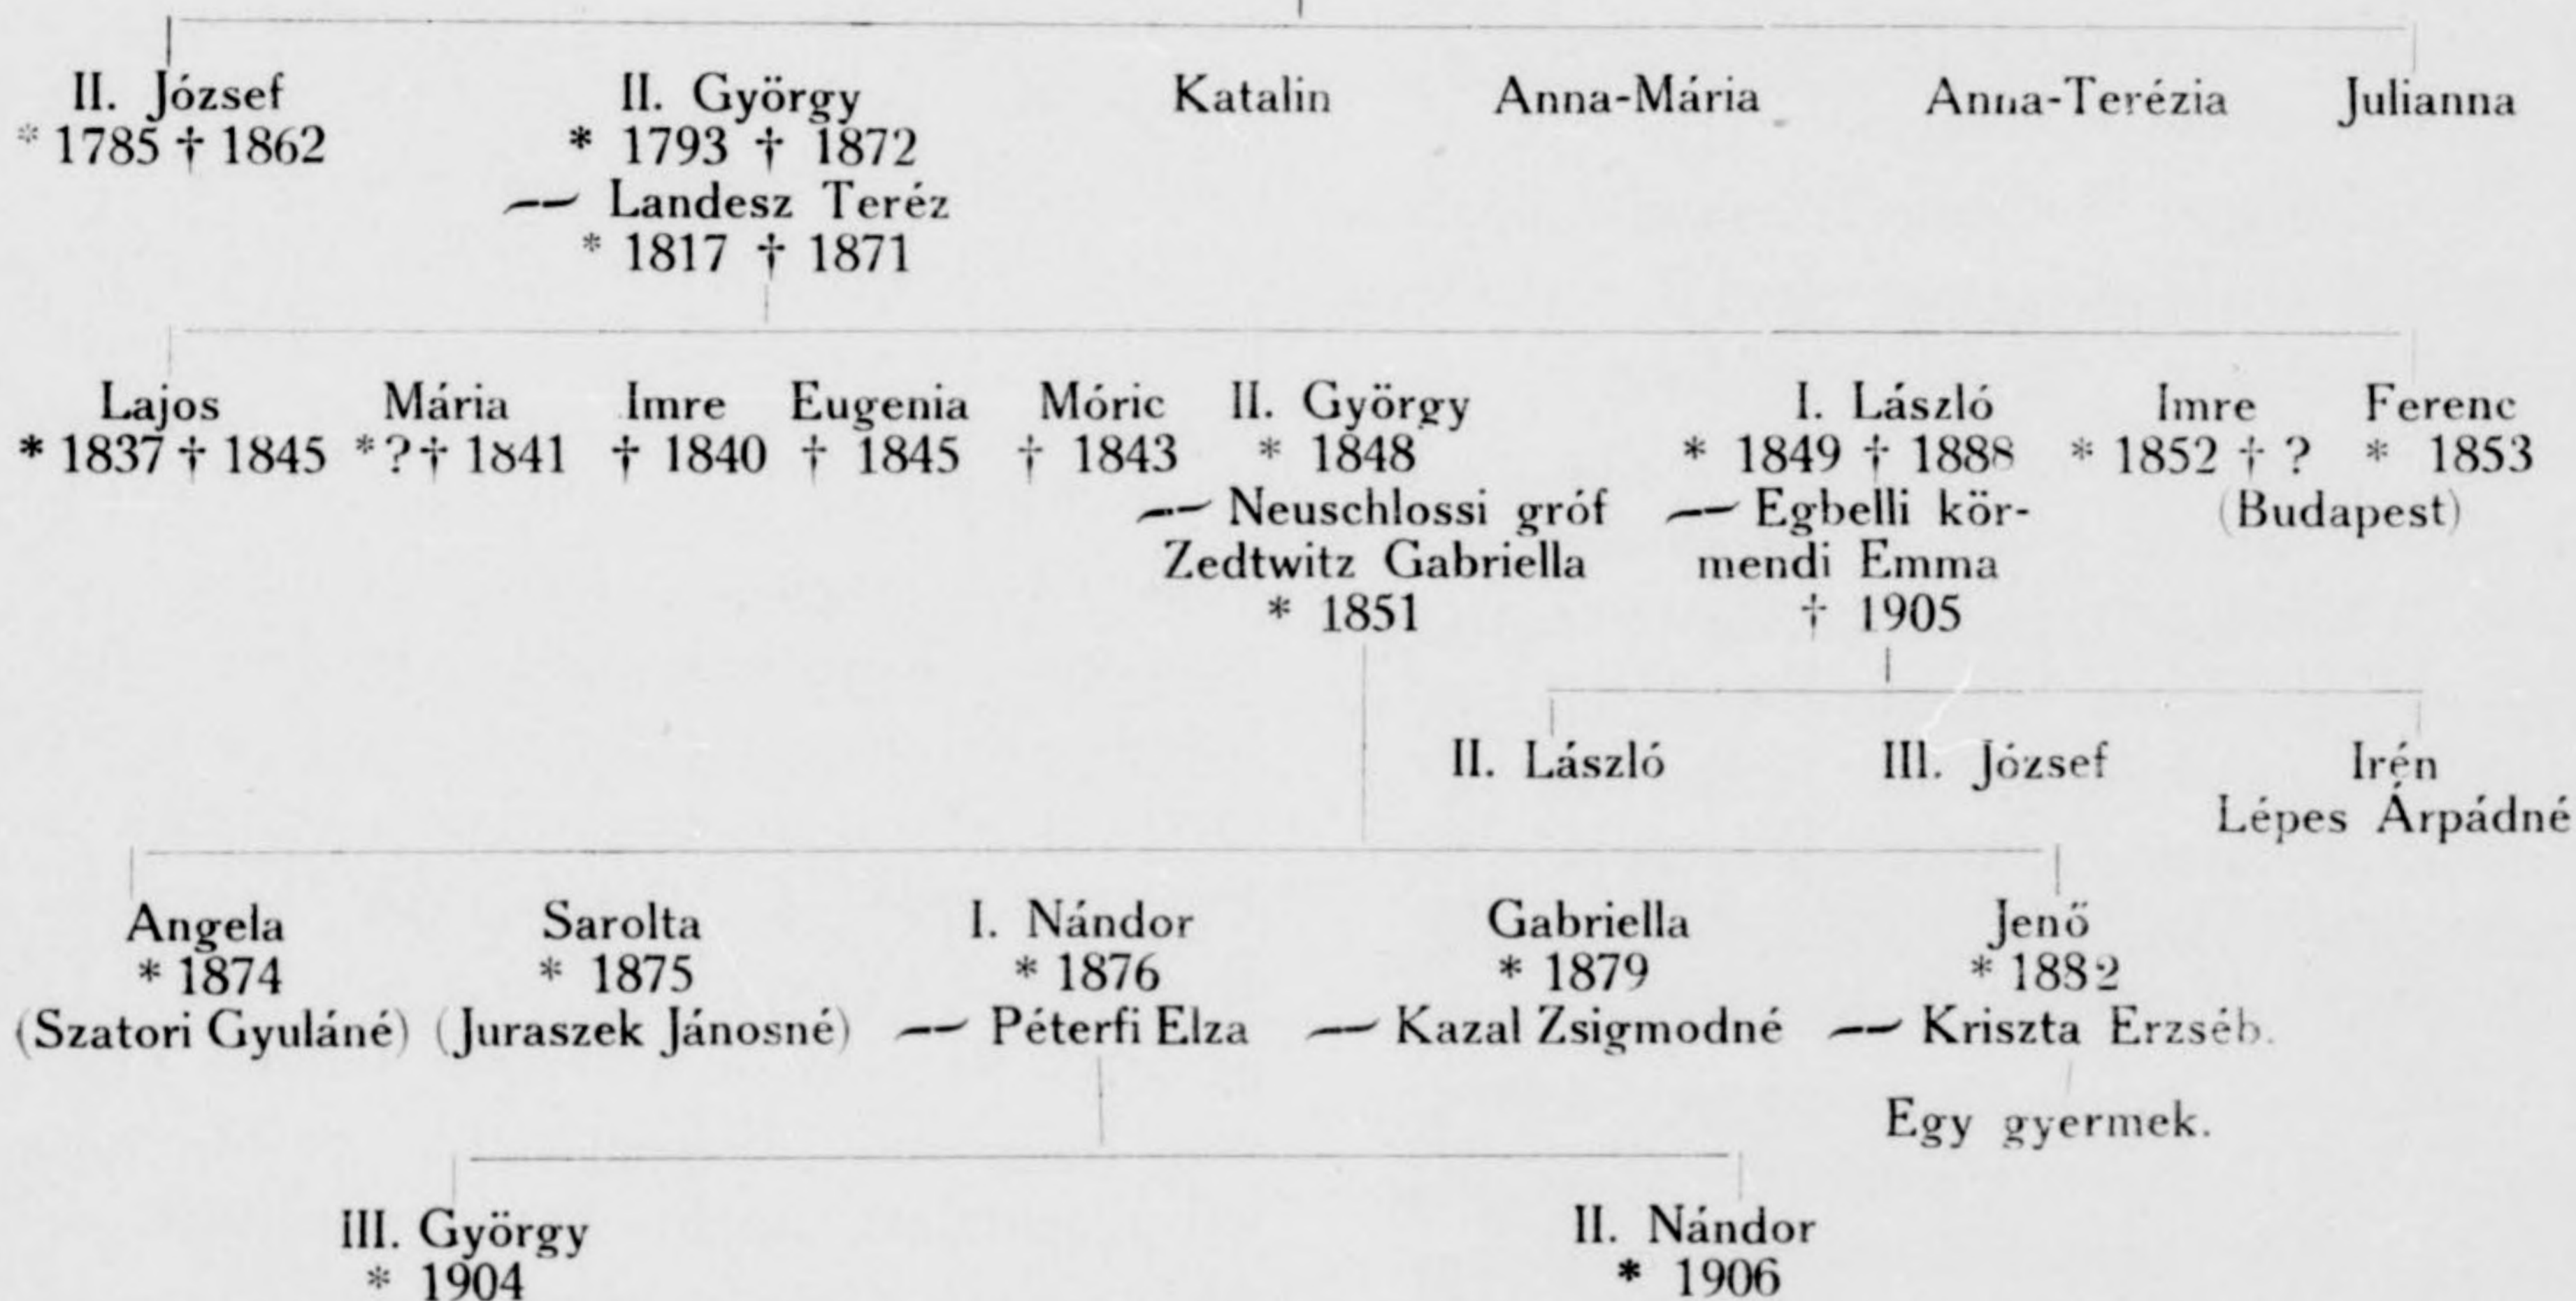 II. József II. György Katalin Anna-Mária Anna-Terézia Julianna
* 1785 † 1862 * 1793 † 1872
— Landesz Teréz
* 1817 † 1871
Lajos Mária Imre Eugenia Móric II. György I. László Imre Ferenc
* 1837 † 1845 * ? † 1841 † 1840 † 1845 † 1843 * 1848 * 1849 † 1888 * 1852 † ? * 1853
— Neuschlossi gróf — Egbelli kör- (Budapest)
Zedtwitz Gabriella mendi Emma
* 1851 † 1905
II. László III. József Irén
Lépes Árpádné
Angela Sarolta I. Nándor Gabriella Jenő
* 1874 * 1875 * 1876 * 1879 * 1882
(Szatori Gyuláné) (Juraszek Jánosné) — Péterfi Elza — Kazal Zsigmodné — Kriszta Erzséb.
Egy gyermek.
III. György II. Nándor
* 1904 * 1906